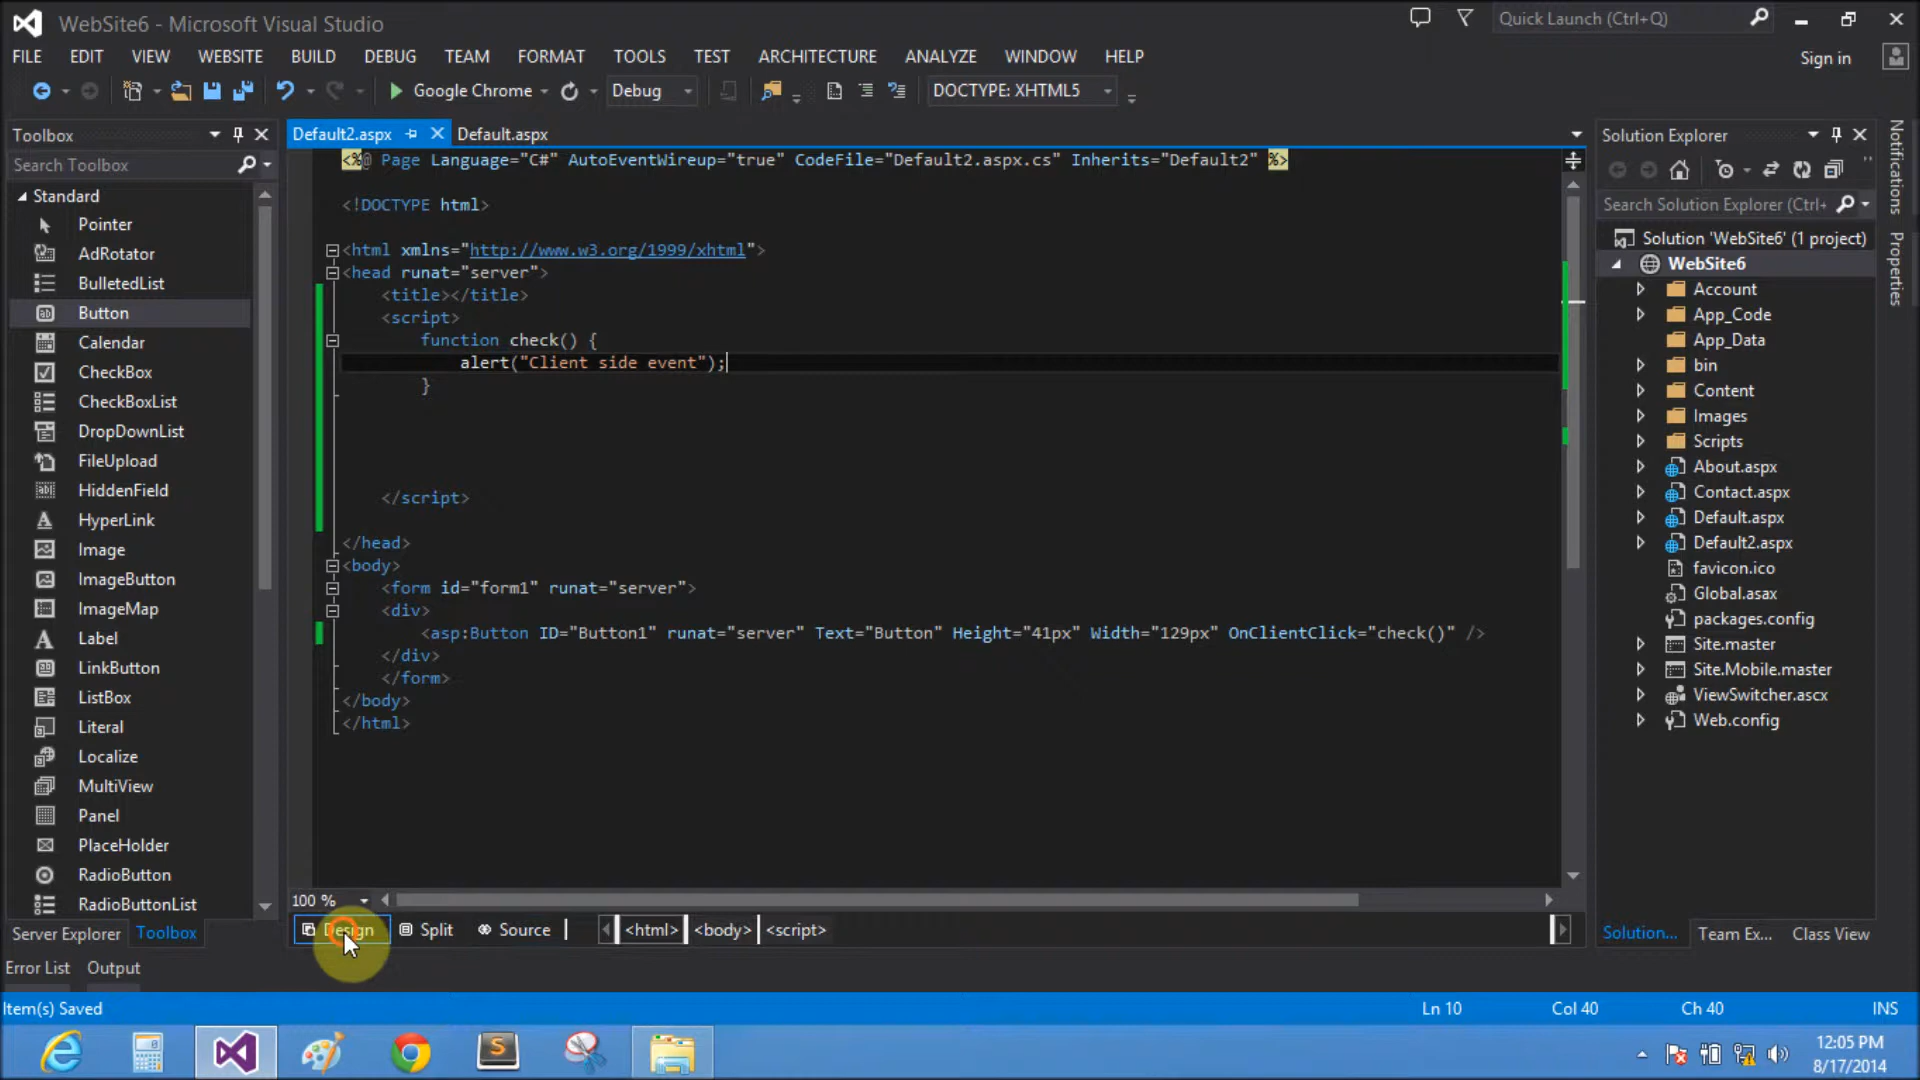 WebSite6 - Microsoft Visual Studio
Quick Launch (Ctrl+Q)
FILE EDIT VIEW WEBSITE BUILD DEBUG TEAM FORMAT TOOLS TEST ARCHITECTURE ANALYZE WINDOW HELP
Sign in
Google Chrome Debug DOCTYPE: XHTML5
Toolbox
Search Toolbox
Standard
Pointer
AdRotator
BulletedList
Button
Calendar
CheckBox
CheckBoxList
DropDownList
FileUpload
HiddenField
HyperLink
Image
ImageButton
ImageMap
Label
LinkButton
ListBox
Literal
Localize
MultiView
Panel
PlaceHolder
RadioButton
RadioButtonList
Server Explorer Toolbox
Default2.aspx Default.aspx
<%@ Page Language="C#" AutoEventWireup="true" CodeFile="Default2.aspx.cs" Inherits="Default2" %>
<!DOCTYPE html>
<html xmlns="http://www.w3.org/1999/xhtml">
<head runat="server">
<title></title>
<script>
function check() {
alert("Client side event");
}
</script>
</head>
<body>
<form id="form1" runat="server">
<div>
<asp:Button ID="Button1" runat="server" Text="Button" Height="41px" Width="129px" OnClientClick="check()" />
</div>
</form>
</body>
</html>
100 %
Design Split Source <html> <body> <script>
Solution Explorer
Search Solution Explorer (Ctrl+
Solution 'WebSite6' (1 project)
WebSite6
Account
App_Code
App_Data
bin
Content
Images
Scripts
About.aspx
Contact.aspx
Default.aspx
Default2.aspx
favicon.ico
Global.asax
packages.config
Site.master
Site.Mobile.master
ViewSwitcher.ascx
Web.config
Solution... Team Ex... Class View
Notifications
Properties
Error List Output
Item(s) Saved Ln 10 Col 40 Ch 40 INS
12:05 PM
8/17/2014